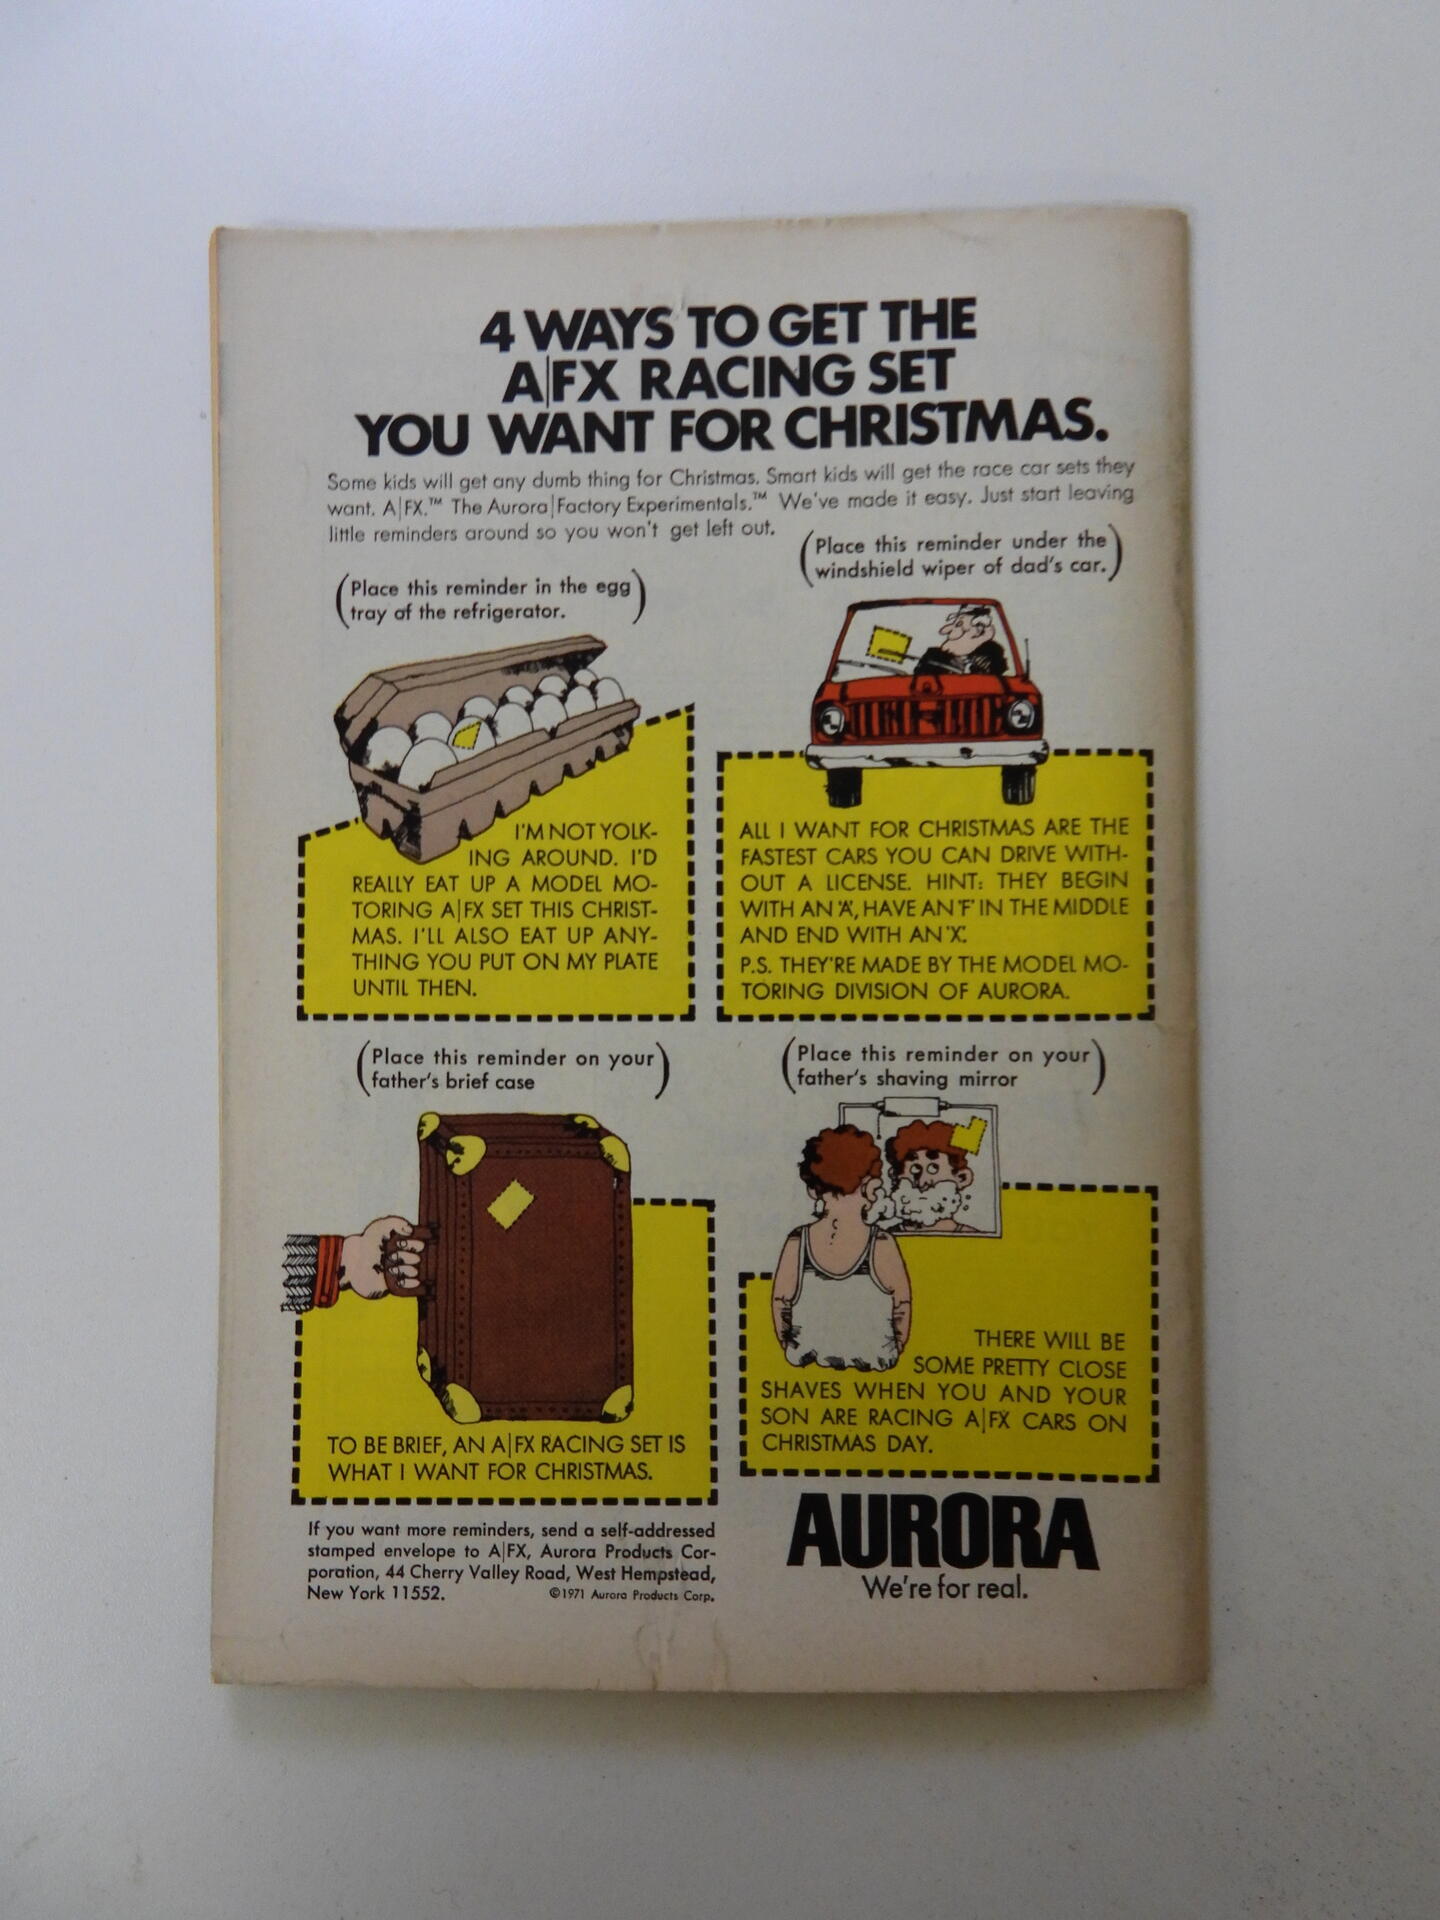 4 WAYS TO GET THE
A|FX RACING SET
YOU WANT FOR CHRISTMAS.
Some kids will get any dumb thing for Christmas. Smart kids will get the race car sets they
want. A|FX.™ The Aurora|Factory Experimentals.™ We've made it easy. Just start leaving
little reminders around so you won't get left out.
(Place this reminder in the egg
tray of the refrigerator.)
I'M NOT YOLK-
ING AROUND. I'D
REALLY EAT UP A MODEL MO-
TORING A|FX SET THIS CHRIST-
MAS. I'LL ALSO EAT UP ANY-
THING YOU PUT ON MY PLATE
UNTIL THEN.
(Place this reminder under the
windshield wiper of dad's car.)
ALL I WANT FOR CHRISTMAS ARE THE
FASTEST CARS YOU CAN DRIVE WITH-
OUT A LICENSE. HINT: THEY BEGIN
WITH AN 'A', HAVE AN 'F' IN THE MIDDLE
AND END WITH AN 'X'.
P.S. THEY'RE MADE BY THE MODEL MO-
TORING DIVISION OF AURORA.
(Place this reminder on your
father's brief case)
TO BE BRIEF, AN A|FX RACING SET IS
WHAT I WANT FOR CHRISTMAS.
(Place this reminder on your
father's shaving mirror)
THERE WILL BE
SOME PRETTY CLOSE
SHAVES WHEN YOU AND YOUR
SON ARE RACING A|FX CARS ON
CHRISTMAS DAY.
If you want more reminders, send a self-addressed
stamped envelope to A|FX, Aurora Products Cor-
poration, 44 Cherry Valley Road, West Hempstead,
New York 11552. ©1971 Aurora Products Corp.
AURORA
We're for real.